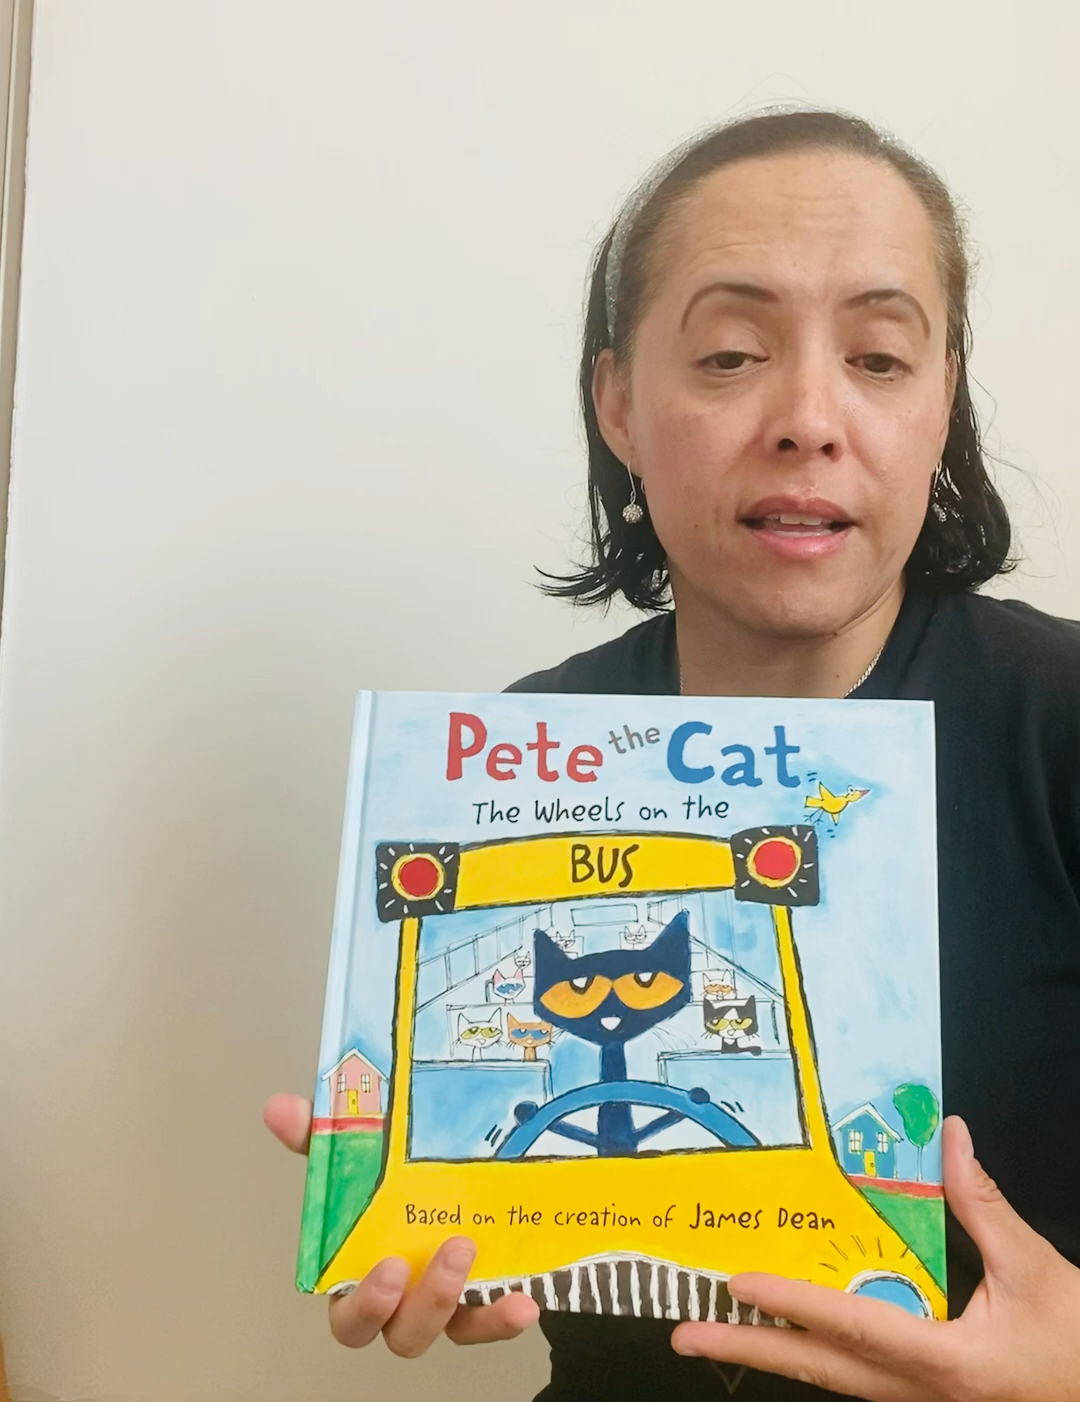 Pete the Cat
The Wheels on the
BUS
Based on the creation of James Dean